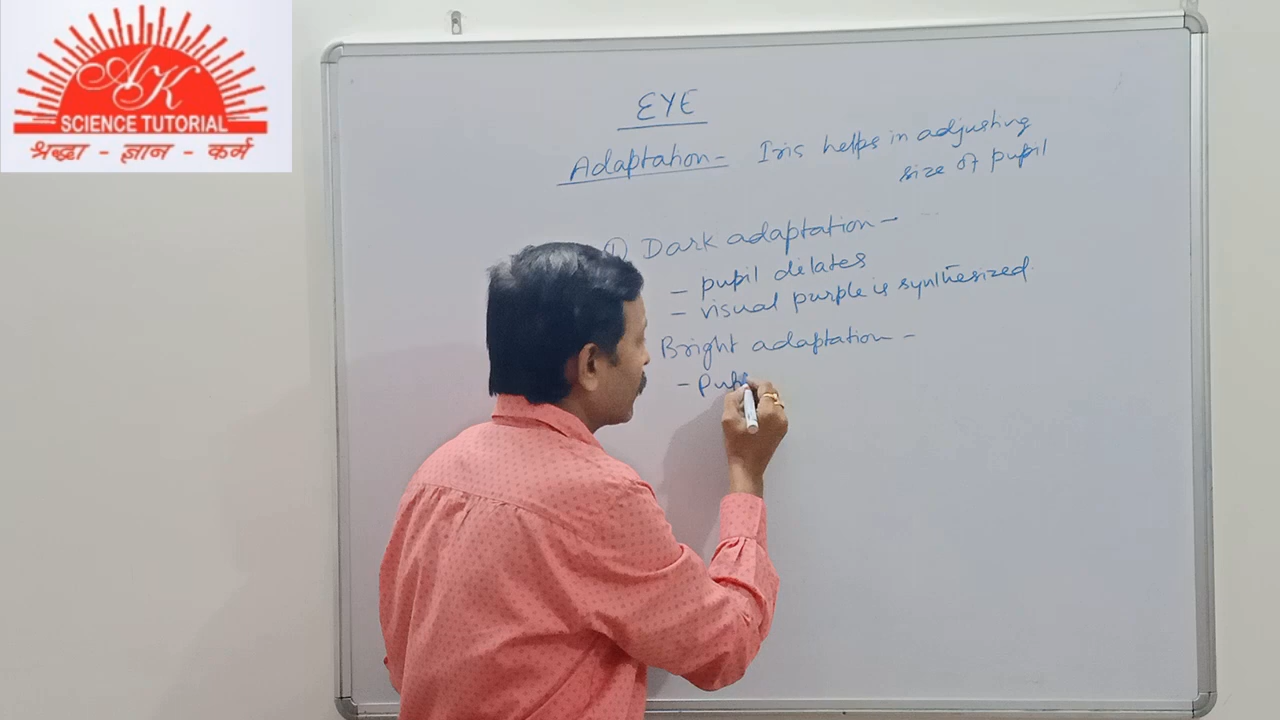 AK
SCIENCE TUTORIAL
श्रद्धा - ज्ञान - कर्म
EYE
Adaptation - Iris helps in adjusting
size of pupil
① Dark adaptation -
- pupil dilates
- visual purple is synthesized
Bright adaptation -
- Pup